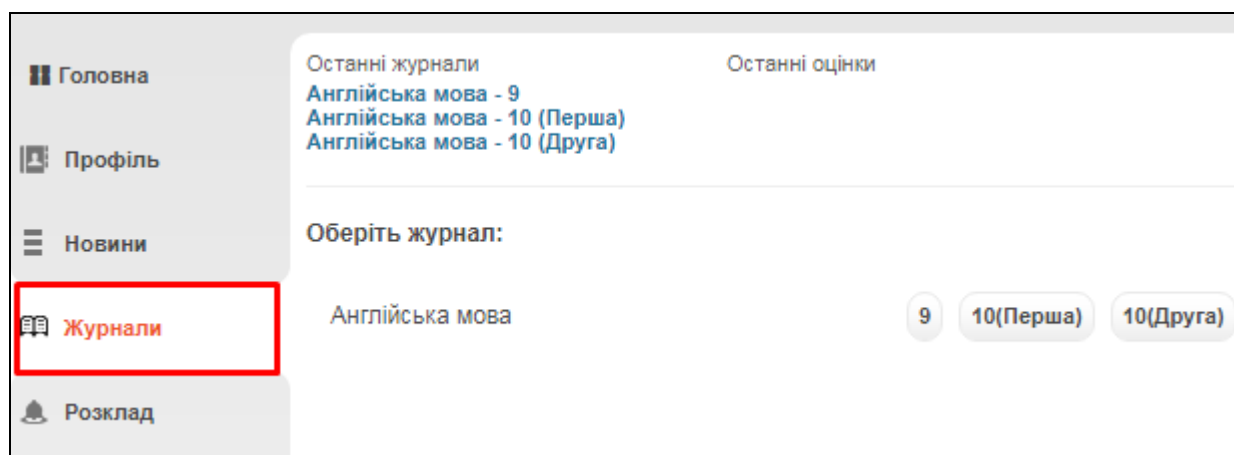 Головна
Профіль
Новини
Журнали
Розклад
Останні журнали
Англійська мова - 9
Англійська мова - 10 (Перша)
Англійська мова - 10 (Друга)
Останні оцінки
Оберіть журнал:
Англійська мова 9 10(Перша) 10(Друга)